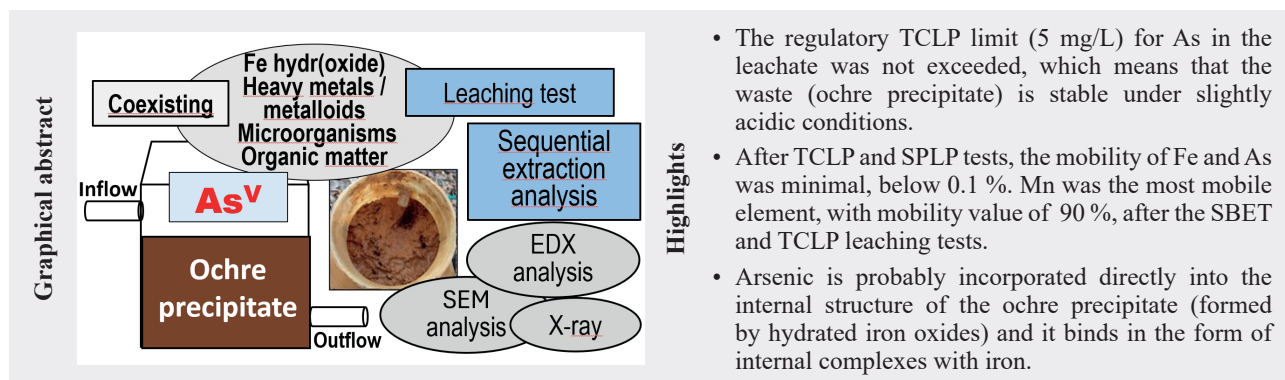 Graphical abstract
Coexisting
Fe hydr(oxide)
Heavy metals /
metalloids
Microorganisms
Organic matter
Leaching test
Sequential
extraction
analysis
Inflow
AsV
Ochre
precipitate
Outflow
EDX
analysis
SEM
analysis
X-ray
Highlights
• The regulatory TCLP limit (5 mg/L) for As in the
leachate was not exceeded, which means that the
waste (ochre precipitate) is stable under slightly
acidic conditions.
• After TCLP and SPLP tests, the mobility of Fe and As
was minimal, below 0.1 %. Mn was the most mobile
element, with mobility value of 90 %, after the SBET
and TCLP leaching tests.
• Arsenic is probably incorporated directly into the
internal structure of the ochre precipitate (formed
by hydrated iron oxides) and it binds in the form of
internal complexes with iron.